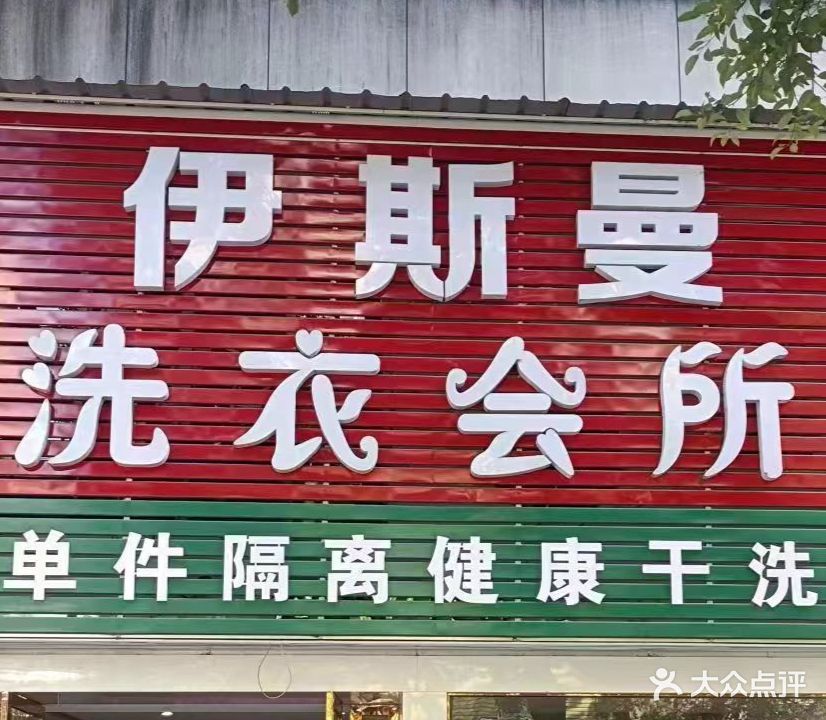 伊斯曼
洗衣会所
单件隔离健康干洗
大众点评